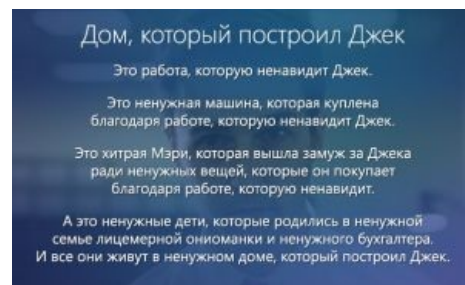 Дом, который построил Джек
Это работа, которую ненавидит Джек.
Это ненужная машина, которая куплена
благодаря работе, которую ненавидит Джек.
Это хитрая Мэри, которая вышла замуж за Джека
ради ненужных вещей, которые он покупает
благодаря работе, которую ненавидит.
А это ненужные дети, которые родились в ненужной
семье лицемерной ониоманки и ненужного бухгалтера.
И все они живут в ненужном доме, который построил Джек.